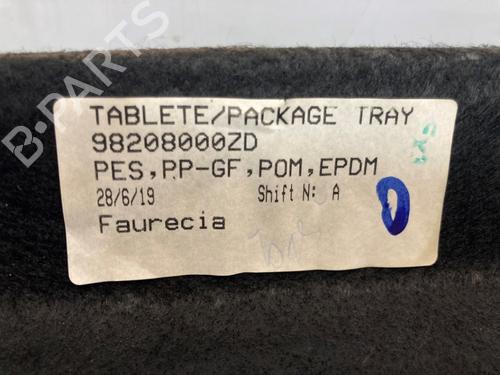 B-PARTS
TABLETE/PACKAGE TRAY
98208000ZD
PES,PP-GF,POM,EPDM
28/6/19 Shift N: A
Faurecia